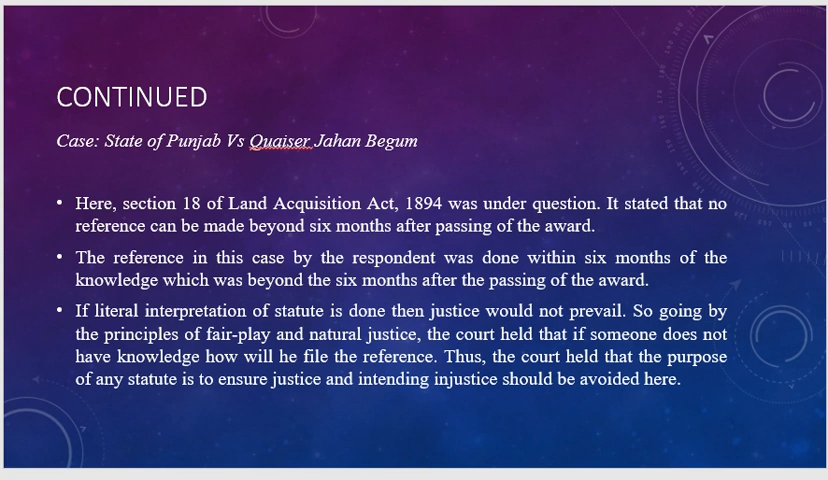 CONTINUED
Case: State of Punjab Vs Quaiser Jahan Begum
• Here, section 18 of Land Acquisition Act, 1894 was under question. It stated that no
reference can be made beyond six months after passing of the award.
• The reference in this case by the respondent was done within six months of the
knowledge which was beyond the six months after the passing of the award.
• If literal interpretation of statute is done then justice would not prevail. So going by
the principles of fair-play and natural justice, the court held that if someone does not
have knowledge how will he file the reference. Thus, the court held that the purpose
of any statute is to ensure justice and intending injustice should be avoided here.